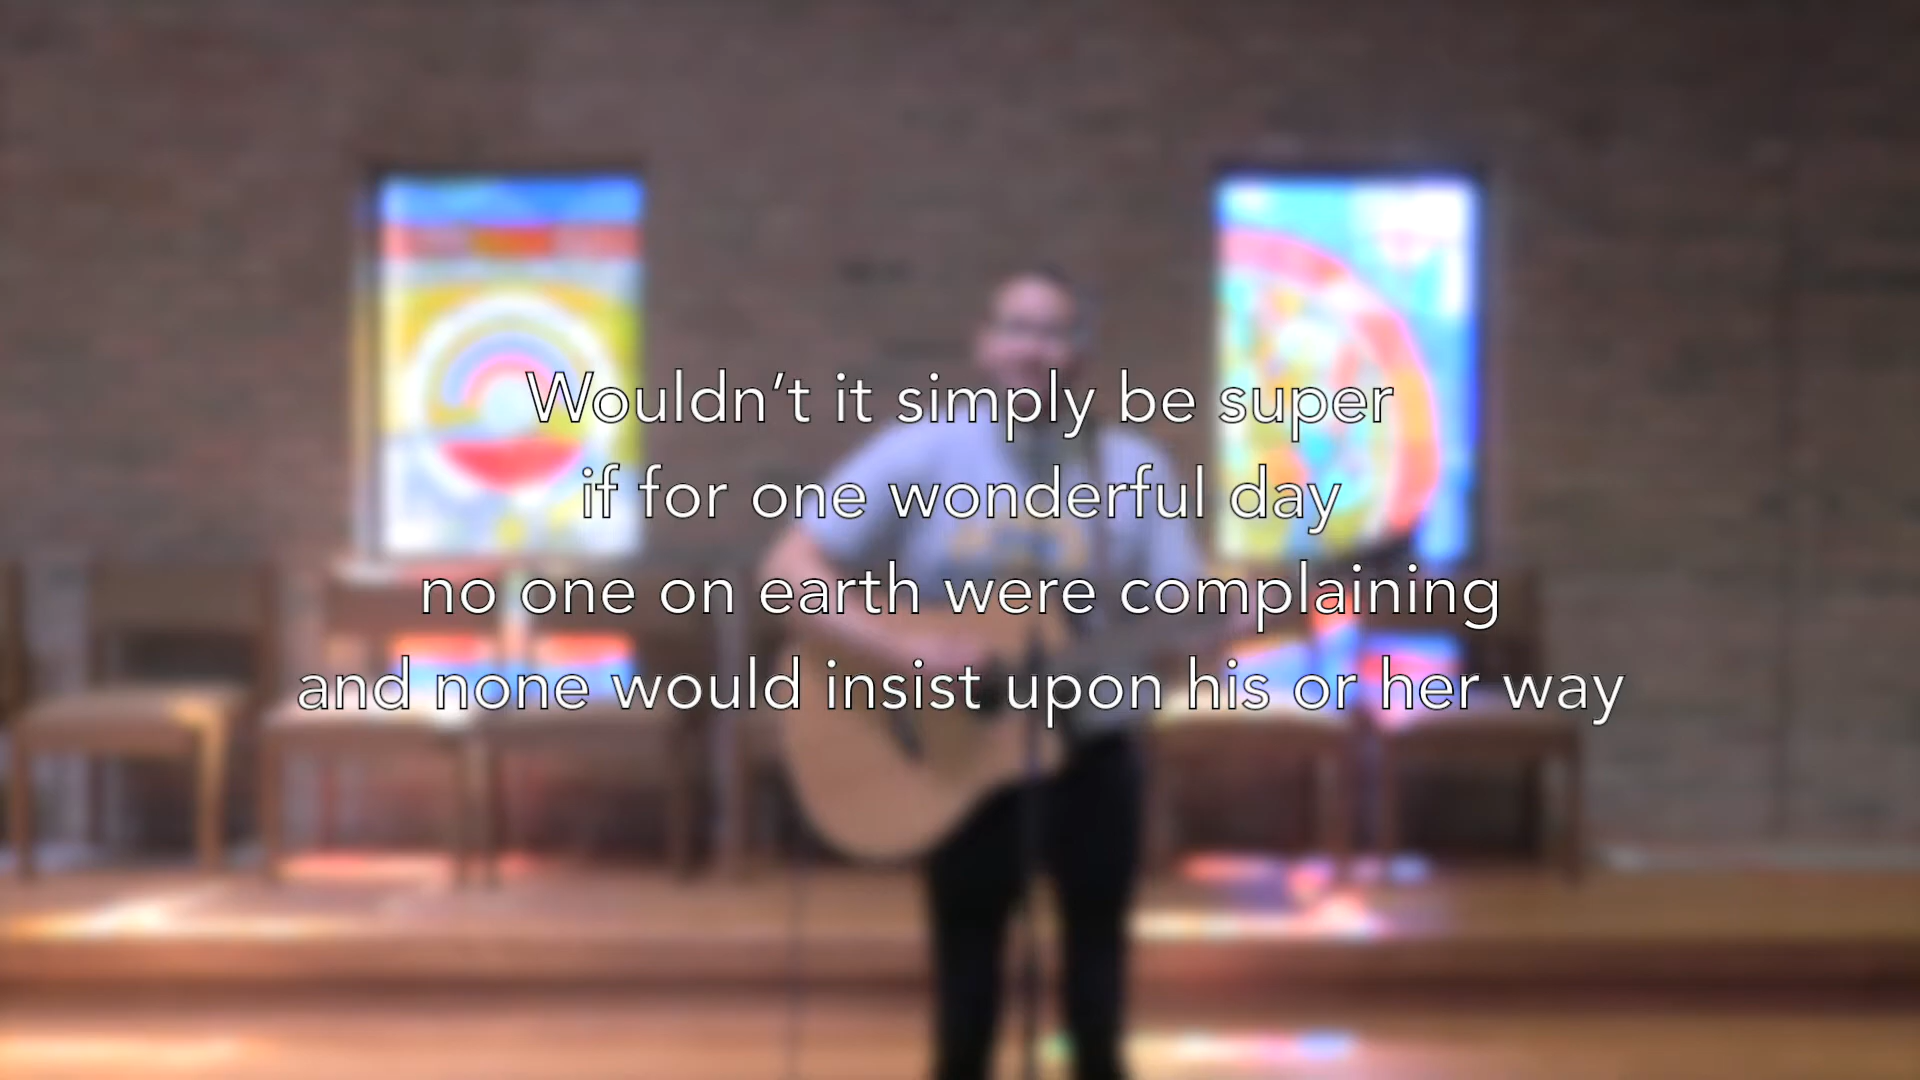 Wouldn’t it simply be super
if for one wonderful day
no one on earth were complaining
and none would insist upon his or her way